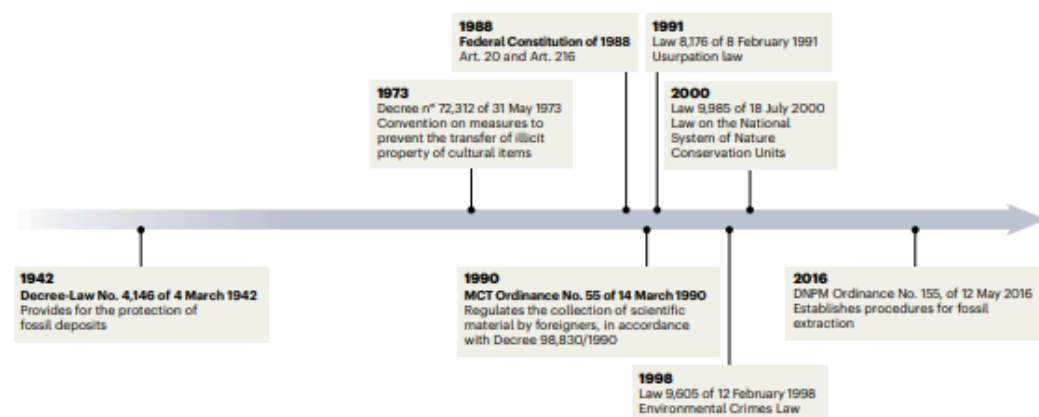 1988
Federal Constitution of 1988
Art. 20 and Art. 216
1991
Law 8,176 of 8 February 1991
Usurpation law
1973
Decree n° 72,312 of 31 May 1973
Convention on measures to
prevent the transfer of illicit
property of cultural items
2000
Law 9,985 of 18 July 2000
Law on the National
System of Nature
Conservation Units
1942
Decree-Law No. 4,146 of 4 March 1942
Provides for the protection of
fossil deposits
1990
MCT Ordinance No. 55 of 14 March 1990
Regulates the collection of scientific
material by foreigners, in accordance
with Decree 98,830/1990
2016
DNPM Ordinance No. 155, of 12 May 2016
Establishes procedures for fossil
extraction
1998
Law 9,605 of 12 February 1998
Environmental Crimes Law